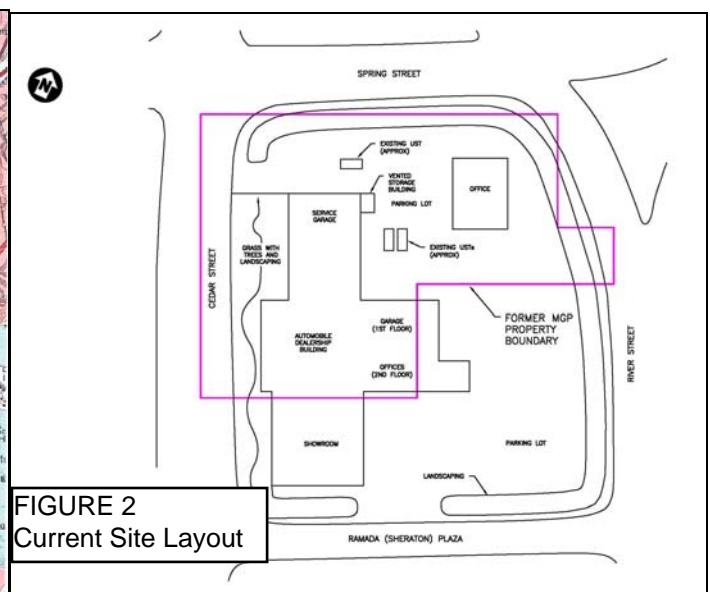 SPRING STREET
N
EXISTING UST
(APPROX)
VENTED
STORAGE
BUILDING
OFFICE
PARKING LOT
SERVICE
GARAGE
EXISTING USTs
(APPROX)
GRASS WITH
TREES AND
LANDSCAPING
CEDAR STREET
FORMER MGP
PROPERTY
BOUNDARY
GARAGE
(1ST FLOOR)
AUTOMOBILE
DEALERSHIP
BUILDING
RIVER STREET
OFFICES
(2ND FLOOR)
SHOWROOM
PARKING LOT
LANDSCAPING
FIGURE 2
Current Site Layout
RAMADA (SHERATON) PLAZA